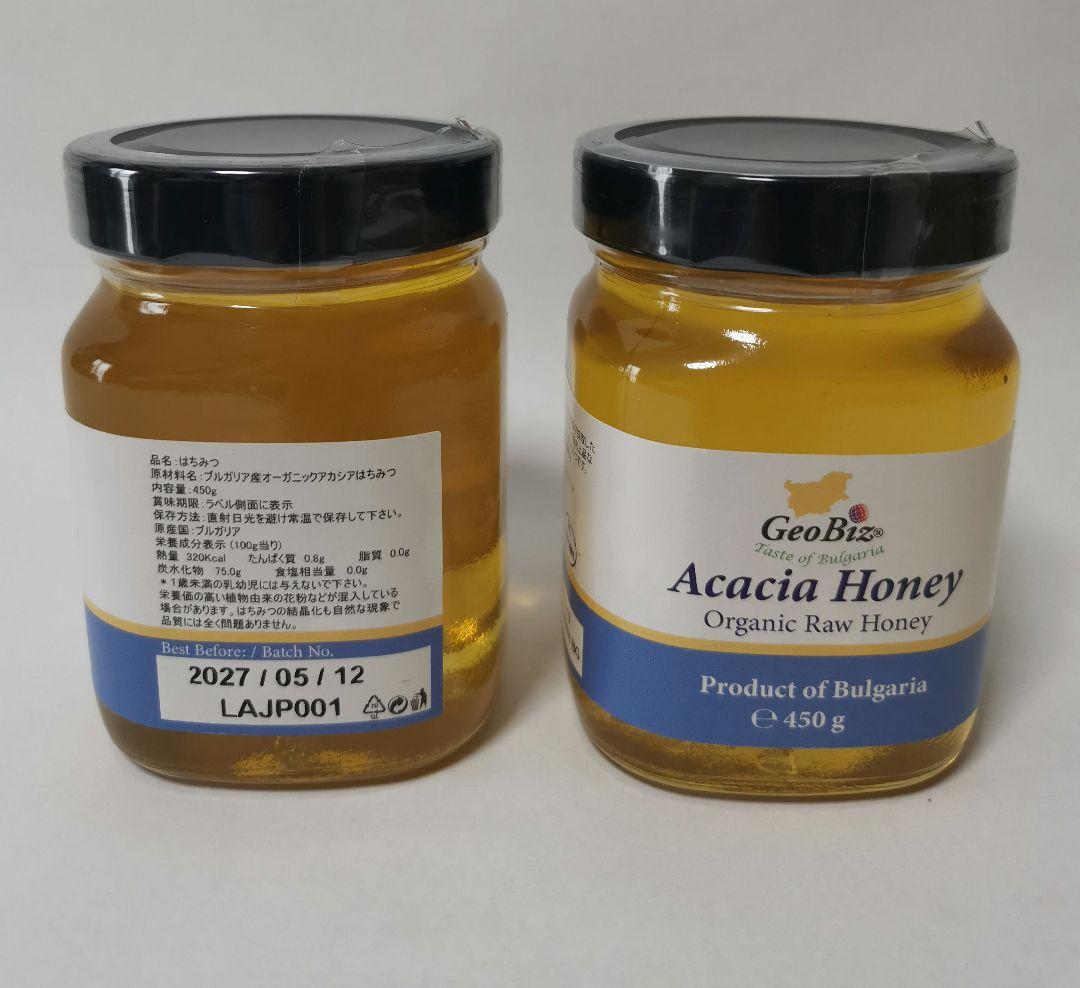 品名:はちみつ
原材料名:ブルガリア産オーガニックアカシアはちみつ
内容量:450g
賞味期限:ラベル側面に表示
保存方法:直射日光を避け常温で保存して下さい。
原産国:ブルガリア
栄養成分表示(100g当り)
熱量 320Kcal たんぱく質 0.8g 脂質 0.0g
炭水化物 75.0g 食塩相当量 0.0g
*1歳未満の乳幼児には与えないで下さい。
栄養価の高い植物由来の花粉などが混入している
場合があります。はちみつの結晶化も自然な現象で
品質には全く問題ありません。
Best Before: / Batch No.
2027 / 05 / 12
LAJP001
70
GL
GeoBiz®
Taste of Bulgaria
Acacia Honey
Organic Raw Honey
Product of Bulgaria
℮ 450 g